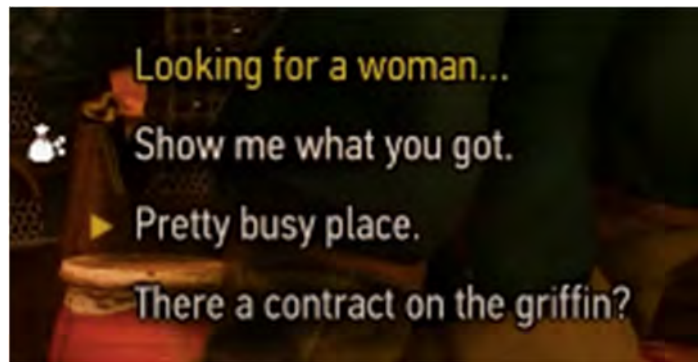 Looking for a woman...
Show me what you got.
Pretty busy place.
There a contract on the griffin?